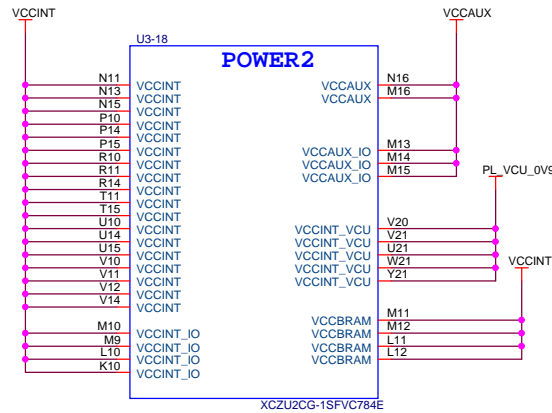 VCCINT
VCCAUX
U3-18
POWER2
N11 VCCINT VCCAUX N16
N13 VCCINT VCCAUX M16
N15 VCCINT
P10 VCCINT
P14 VCCINT
P15 VCCINT VCCAUX_IO M13
R10 VCCINT VCCAUX_IO M14
R11 VCCINT VCCAUX_IO M15
PL_VCU_0V9
R14 VCCINT
T11 VCCINT
T15 VCCINT
U10 VCCINT VCCINT_VCU V20
U14 VCCINT VCCINT_VCU V21
U15 VCCINT VCCINT_VCU U21
V10 VCCINT VCCINT_VCU W21
VCCINT
V11 VCCINT VCCINT_VCU Y21
V12 VCCINT
V14 VCCINT
VCCBRAM M11
M10 VCCINT_IO VCCBRAM M12
M9 VCCINT_IO VCCBRAM L11
L10 VCCINT_IO VCCBRAM L12
K10 VCCINT_IO
XCZU2CG-1SFVC784E